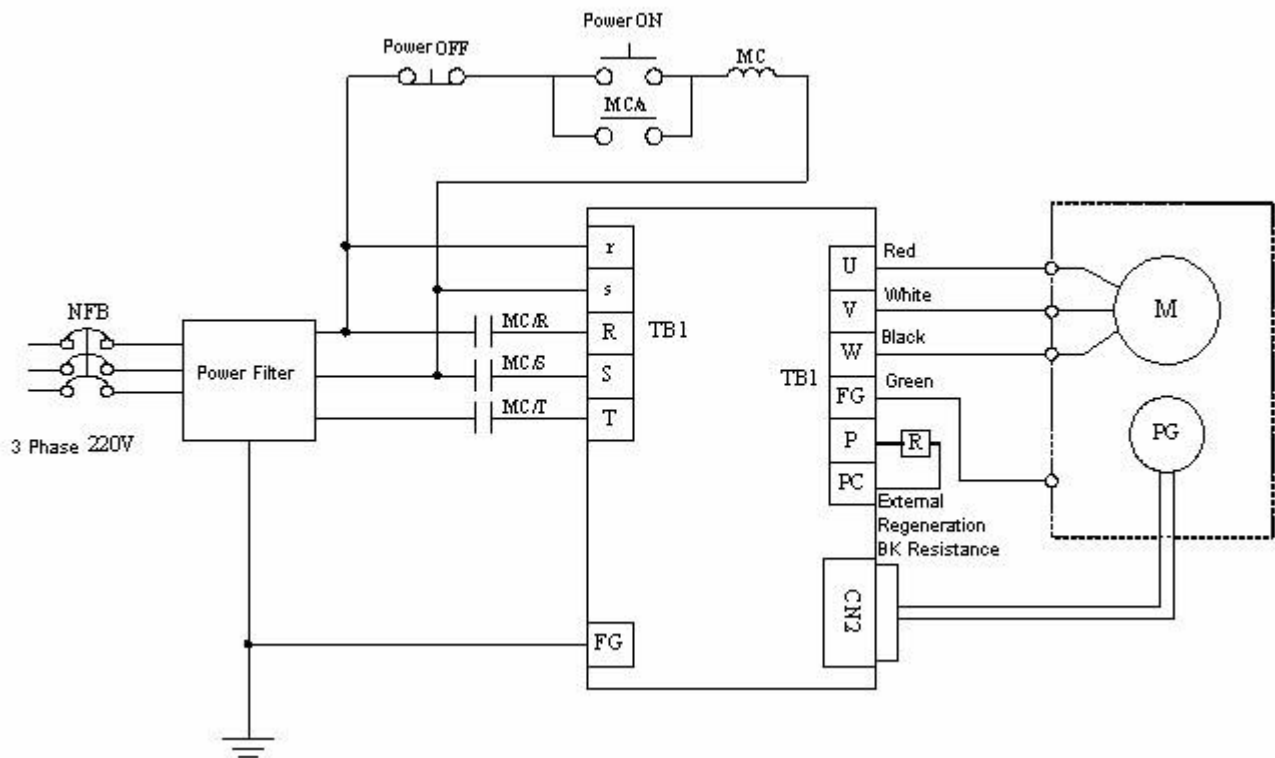 Power ON
Power OFF
MC
MCA
r
s
R
S
T
TB1
MC/R
MC/S
MC/T
NFB
Power Filter
3 Phase 220V
U
V
W
FG
P
PC
TB1
Red
White
Black
Green
R
External
Regeneration
BK Resistance
M
PG
CN2
FG